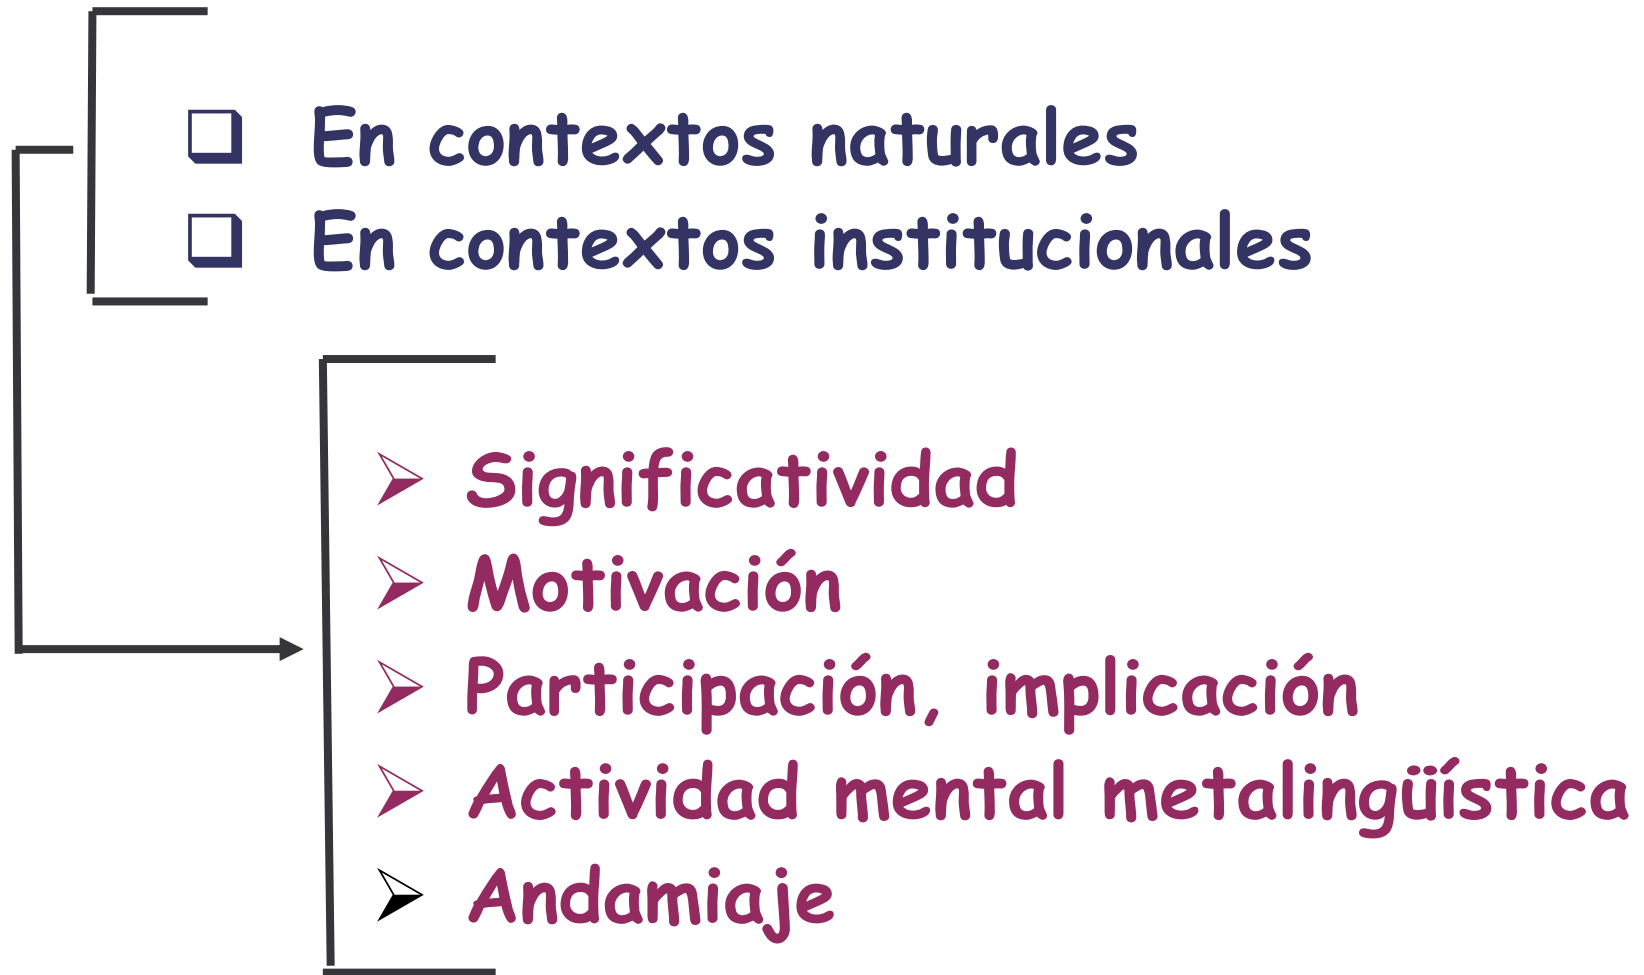 En contextos naturales
En contextos institucionales
Significatividad
Motivación
Participación, implicación
Actividad mental metalingüística
Andamiaje